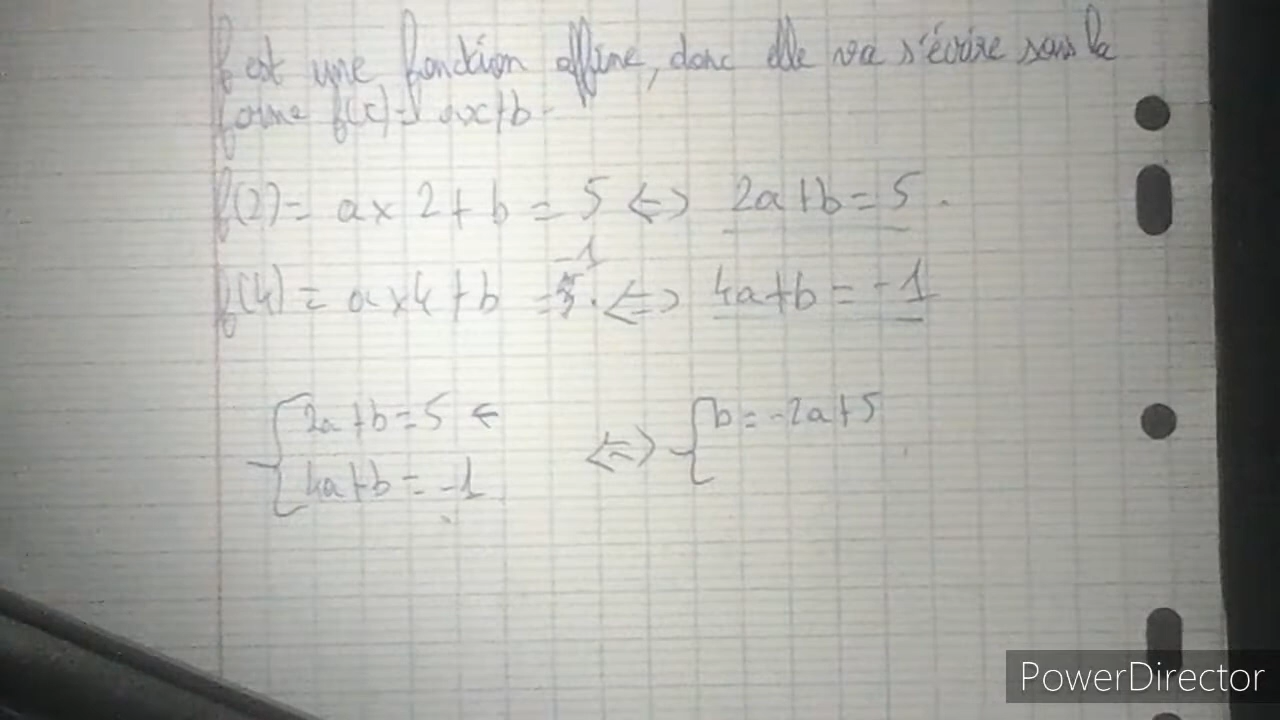 f est une fonction affine, donc elle va s'écrire sous la
forme f(x) = ax+b.
f(2) = a × 2 + b = 5 <=> 2a + b = 5.
-1
f(4) = a × 4 + b = <=> 4a + b = -1
{2a + b = 5 ← <=> {b = -2a + 5
4a + b = -1
PowerDirector